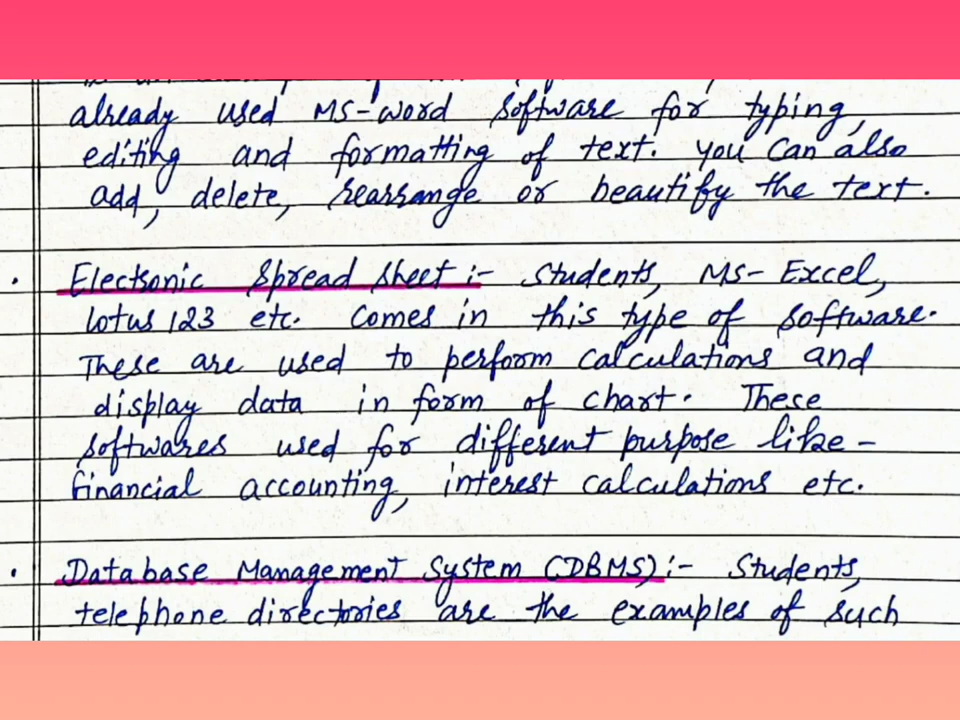 already used MS-word software for typing,
editing and formatting of text. you can also
add, delete, rearrange or beautify the text.
Electronic Spread Sheet :- Students, MS-Excel,
Lotus 123 etc. comes in this type of software.
These are used to perform calculations and
display data in form of chart. These
softwares used for different purpose like -
financial accounting, interest calculations etc.
Database Management System (DBMS) :- Students,
telephone directories are the examples of such